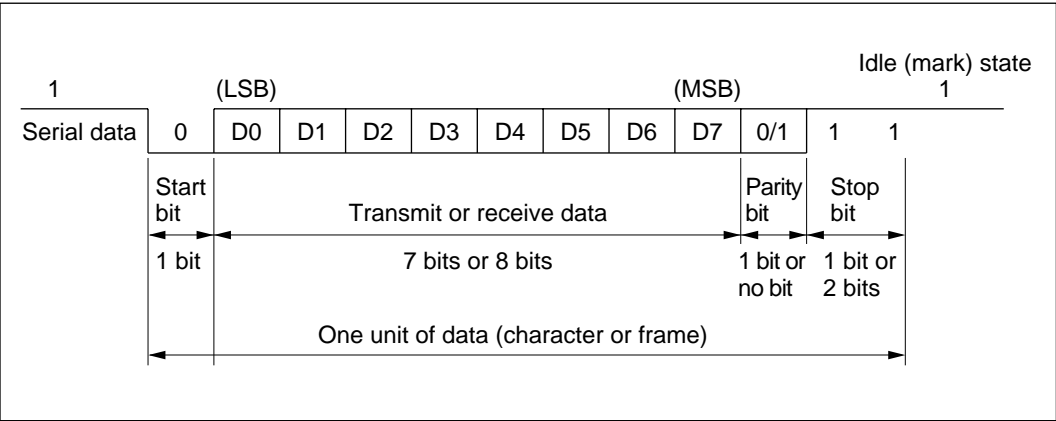 Idle (mark) state
1 (LSB) (MSB) 1
Serial data 0 D0 D1 D2 D3 D4 D5 D6 D7 0/1 1 1
Start Parity Stop
bit Transmit or receive data bit bit
1 bit 7 bits or 8 bits 1 bit or 1 bit or
no bit 2 bits
One unit of data (character or frame)